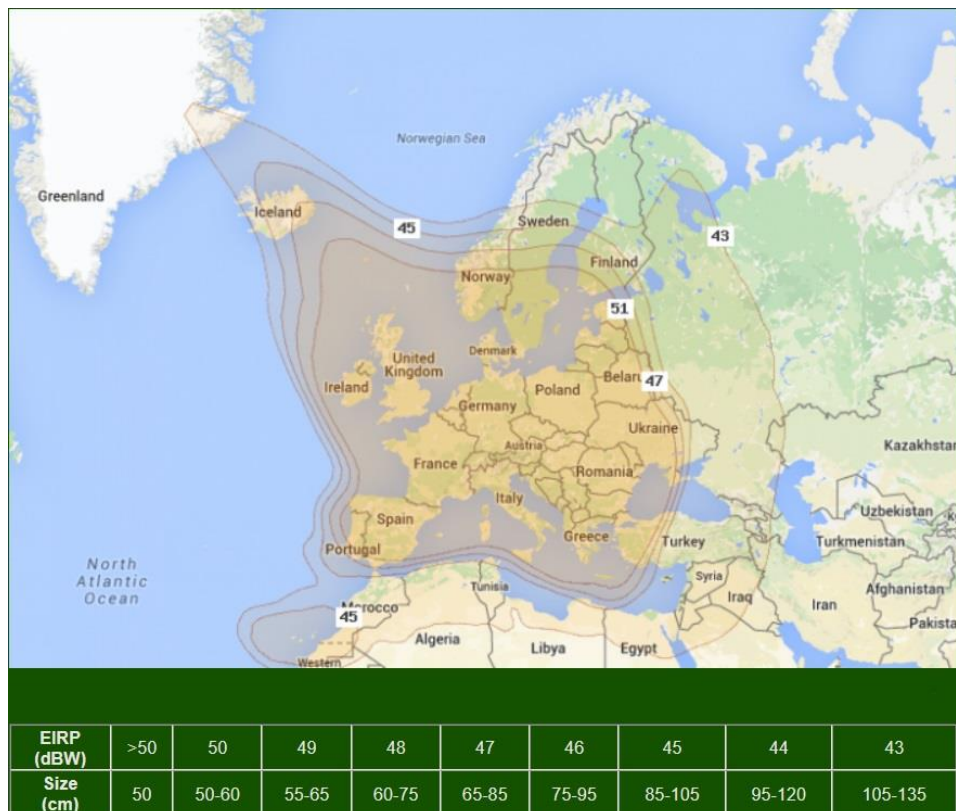 Norwegian Sea
Greenland
Iceland
Sweden
45
43
Finland
Norway
51
Denmark
United
Kingdom
Ireland
47
Belaru
Poland
Germany
Ukraine
Austria
France
Kazakhstan
Romania
Italy
Spain
Uzbekistan
Greece
Turkey
Turkmenistan
Portugal
North
Atlantic
Ocean
Syria
Tunisia
Afghanistan
Morocco
Iraq
Iran
45
Pakista
Algeria
Libya
Egypt
Western
EIRP (dBW) >50 50 49 48 47 46 45 44 43
Size (cm) 50 50-60 55-65 60-75 65-85 75-95 85-105 95-120 105-135